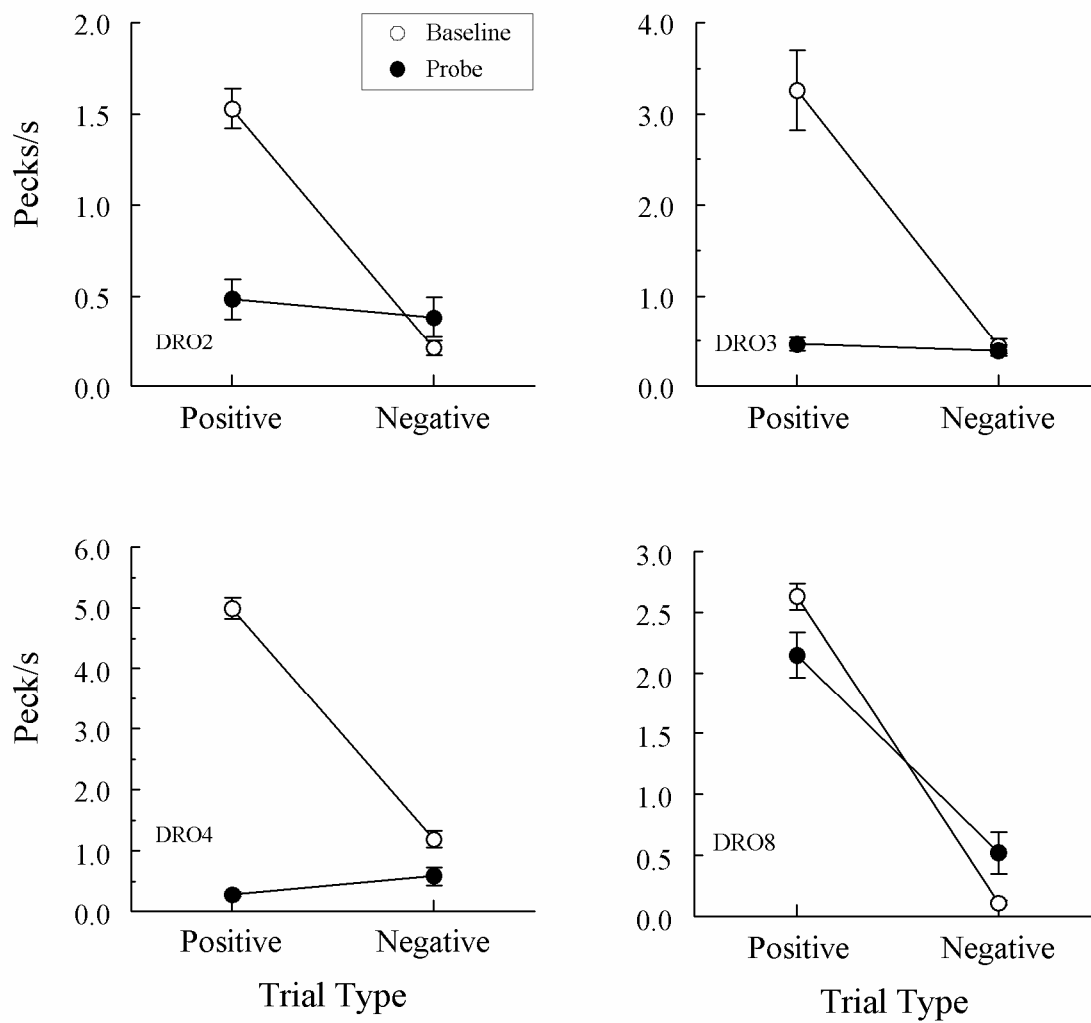 2.0
1.5
1.0
0.5
0.0
Pecks/s
Baseline
Probe
DRO2
Positive Negative
4.0
3.0
2.0
1.0
0.0
DRO3
Positive Negative
6.0
5.0
4.0
3.0
2.0
1.0
0.0
Peck/s
DRO4
Positive Negative
Trial Type
3.0
2.5
2.0
1.5
1.0
0.5
0.0
DRO8
Positive Negative
Trial Type